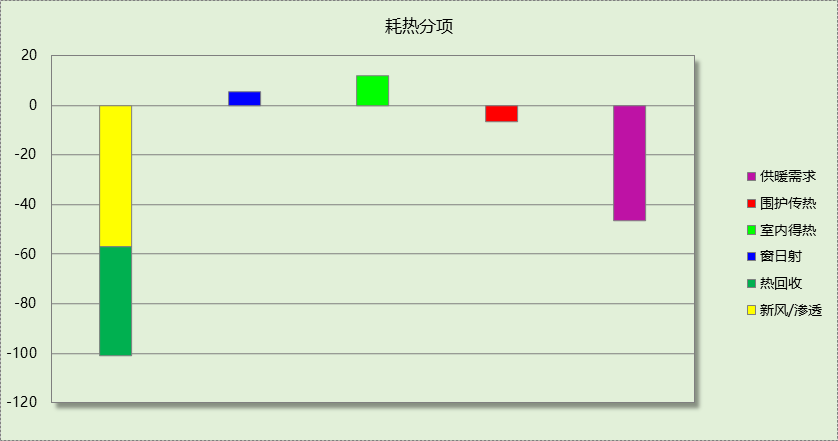 耗热分项
20
0
-20
-40
-60
-80
-100
-120
供暖需求
围护传热
室内得热
窗日射
热回收
新风/渗透